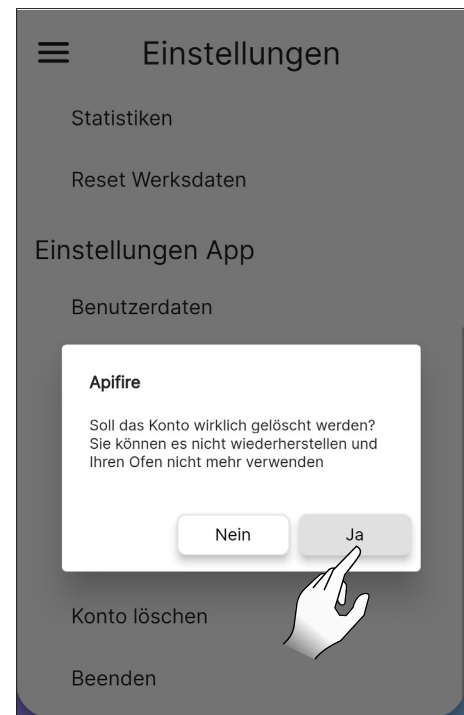 Einstellungen
Statistiken
Reset Werksdaten
Einstellungen App
Benutzerdaten
Apifire
Soll das Konto wirklich gelöscht werden?
Sie können es nicht wiederherstellen und
Ihren Ofen nicht mehr verwenden
Nein Ja
Konto löschen
Beenden